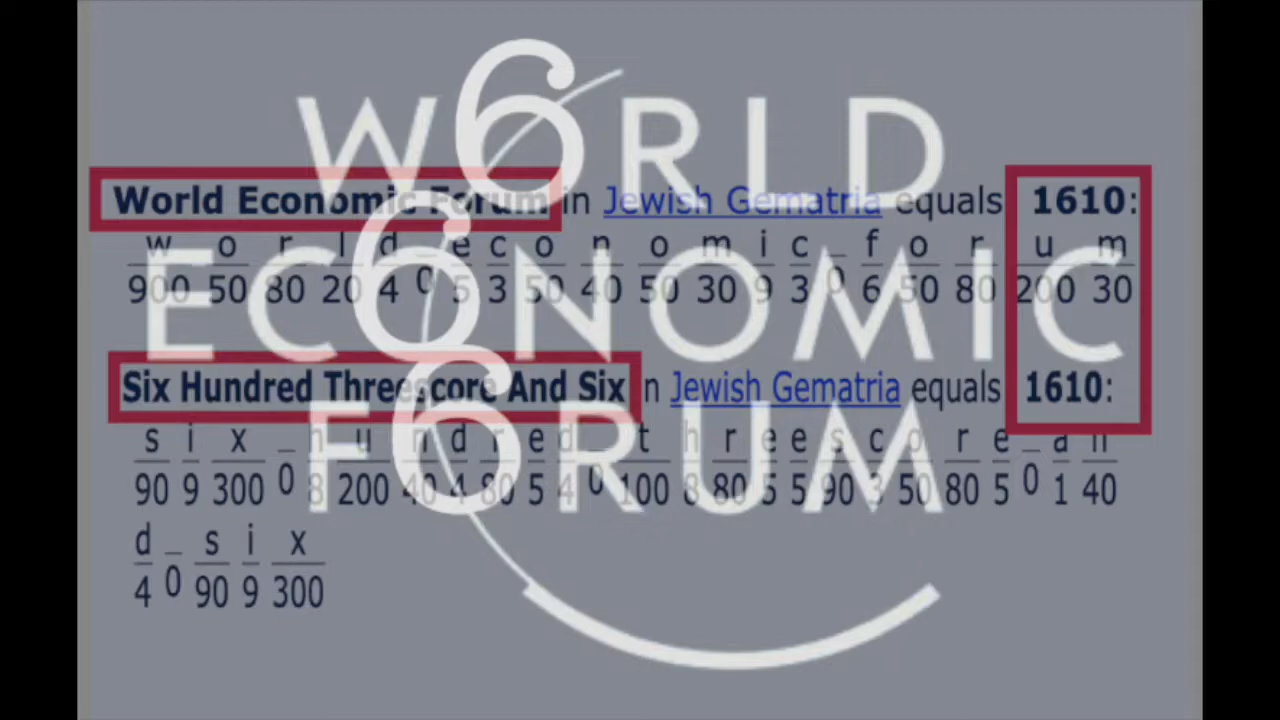 W6RLD
World Economic Forum in Jewish Gematria equals 1610:
w o r l d _ e c o n o m i c _ f o r u m
900 50 80 20 4 0 5 3 50 40 50 30 9 3 0 6 50 80 200 30
EC6NOMIC
Six Hundred Threescore And Six in Jewish Gematria equals 1610:
F6RUM
s i x _ h u n d r e d _ t h r e e s c o r e _ a n
90 9 300 0 8 200 40 4 80 5 4 0 100 8 80 5 5 90 3 50 80 5 0 1 40
d _ s i x
4 0 90 9 300